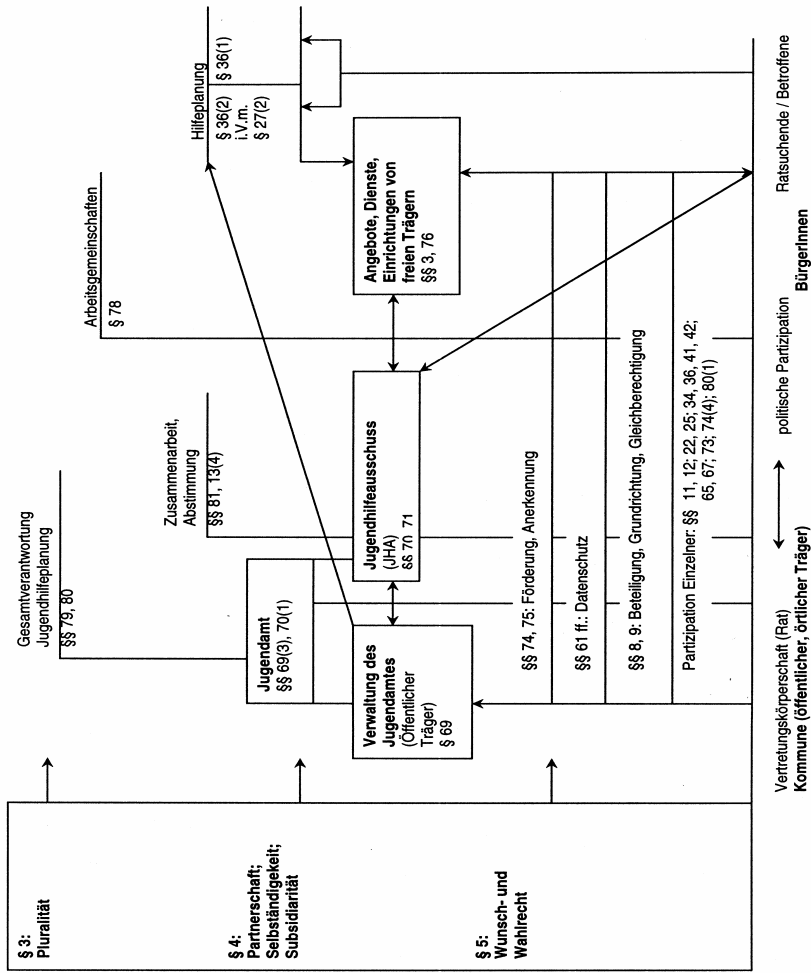 § 3:
Pluralität
§ 4:
Partnerschaft;
Selbständigekeit;
Subsidiarität
§ 5:
Wunsch- und
Wahlrecht
Gesamtverantwortung
Jugendhilfeplanung
§§ 79, 80
Jugendamt
§§ 69(3), 70(1)
Verwaltung des
Jugendamtes
(Öffentlicher
Träger)
§ 69
Zusammenarbeit,
Abstimmung
§§ 81, 13(4)
Jugendhilfeausschuss
(JHA)
§§ 70 71
Arbeitsgemeinschaften
§ 78
Hilfeplanung
§ 36(2)
i.V.m.
§ 27(2)
§ 36(1)
Angebote, Dienste,
Einrichtungen von
freien Trägern
§§ 3, 76
§§ 74, 75: Förderung, Anerkennung
§§ 61 ff.: Datenschutz
§§ 8, 9: Beteiligung, Grundrichtung, Gleichberechtigung
Partizipation Einzelner: §§ 11, 12; 22, 25; 34, 36, 41, 42;
65, 67; 73; 74(4); 80(1)
Vertretungskörperschaft (Rat)
politische Partizipation
Ratsuchende / Betroffene
Kommune (öffentlicher, örtlicher Träger)
BürgerInnen